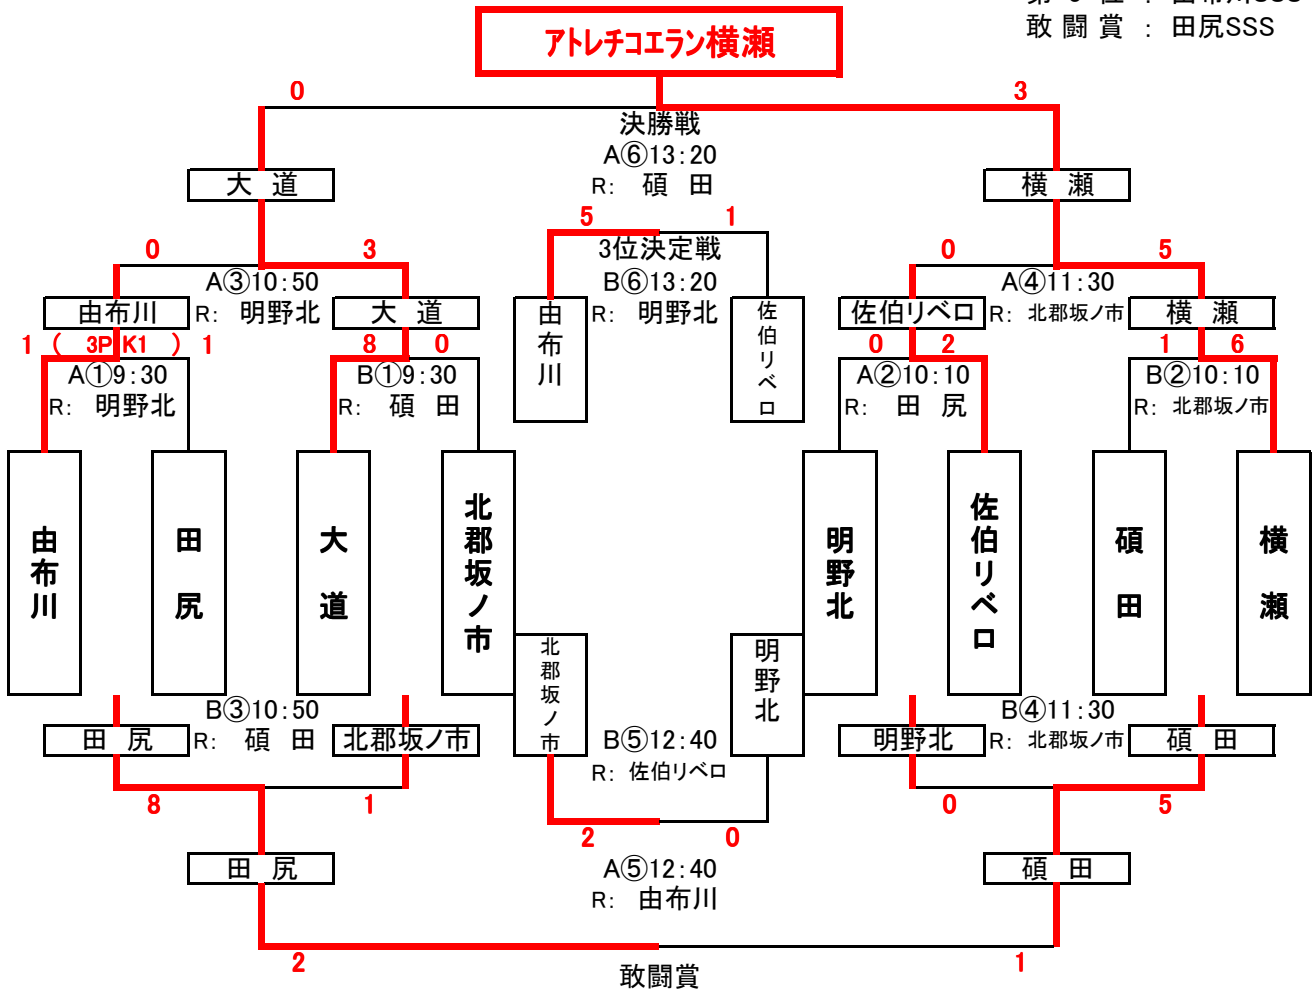 敢 闘 賞 ： 田尻SSS
アトレチコエラン横瀬
0
3
決勝戦
A⑥13:20
R: 碩 田
大 道
横 瀬
5
1
0
3
3位決定戦
0
5
A③10:50
B⑥13:20
A④11:30
由布川
R: 明野北
大 道
由布川
R: 明野北
佐伯リベロ
佐伯リベロ
R: 北郡坂ノ市
横 瀬
1 ( 3PK1 ) 1
8
0
0
2
1
6
A①9:30
B①9:30
A②10:10
B②10:10
R: 明野北
R: 碩 田
R: 田 尻
R: 北郡坂ノ市
由布川
田尻
大道
北郡坂ノ市
明野北
佐伯リベロ
碩田
横瀬
北郡坂ノ市
明野北
B③10:50
B④11:30
田 尻
R: 碩 田
北郡坂ノ市
B⑤12:40
明野北
R: 北郡坂ノ市
碩 田
R: 佐伯リベロ
8
1
0
5
2
0
田 尻
A⑤12:40
碩 田
R: 由布川
2
1
敢闘賞